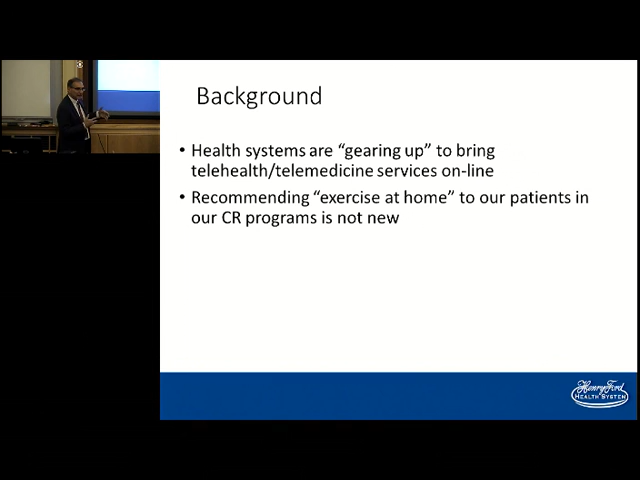 Background
• Health systems are “gearing up” to bring
telehealth/telemedicine services on-line
• Recommending “exercise at home” to our patients in
our CR programs is not new
Henry Ford
HEALTH SYSTEM